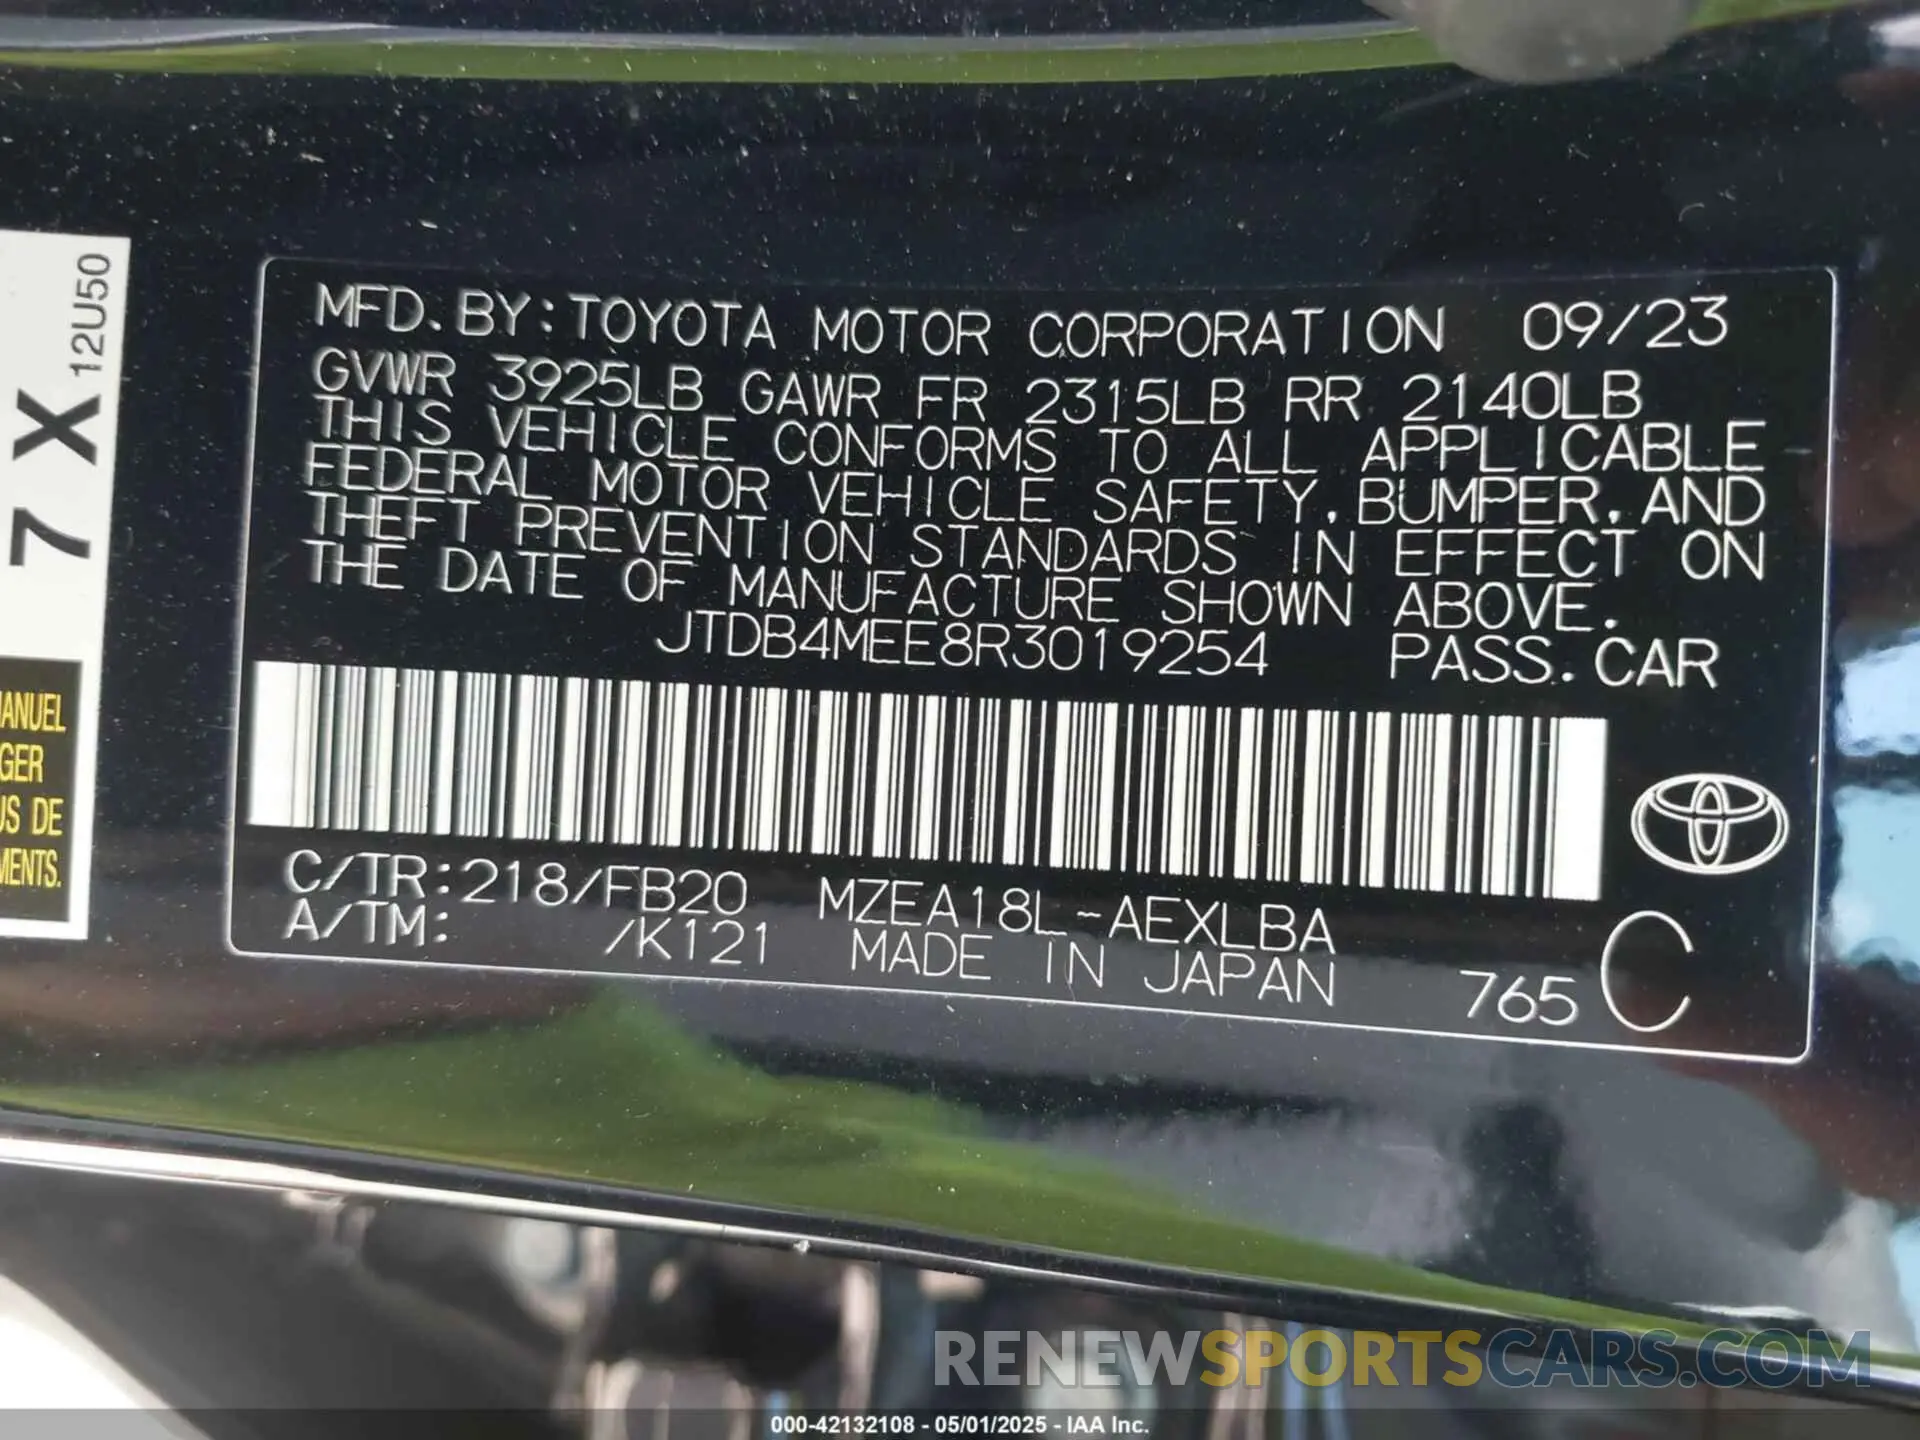 MFD. BY: TOYOTA MOTOR CORPORATION 09/23
GVWR 3925LB GAWR FR 2315LB RR 2140LB
THIS VEHICLE CONFORMS TO ALL APPLICABLE
FEDERAL MOTOR VEHICLE SAFETY, BUMPER, AND
THEFT PREVENTION STANDARDS IN EFFECT ON
THE DATE OF MANUFACTURE SHOWN ABOVE.
JTDB4MEE8R3019254 PASS. CAR
C/TR: 218/FB20 MZEA18L-AEXLBA
A/TM: /K121 MADE IN JAPAN 765 C
7 X 12U50
ANUEL
GER
US DE
MENTS.
RENEWSPORTSCARS.COM
000-42132108 - 05/01/2025 - IAA Inc.